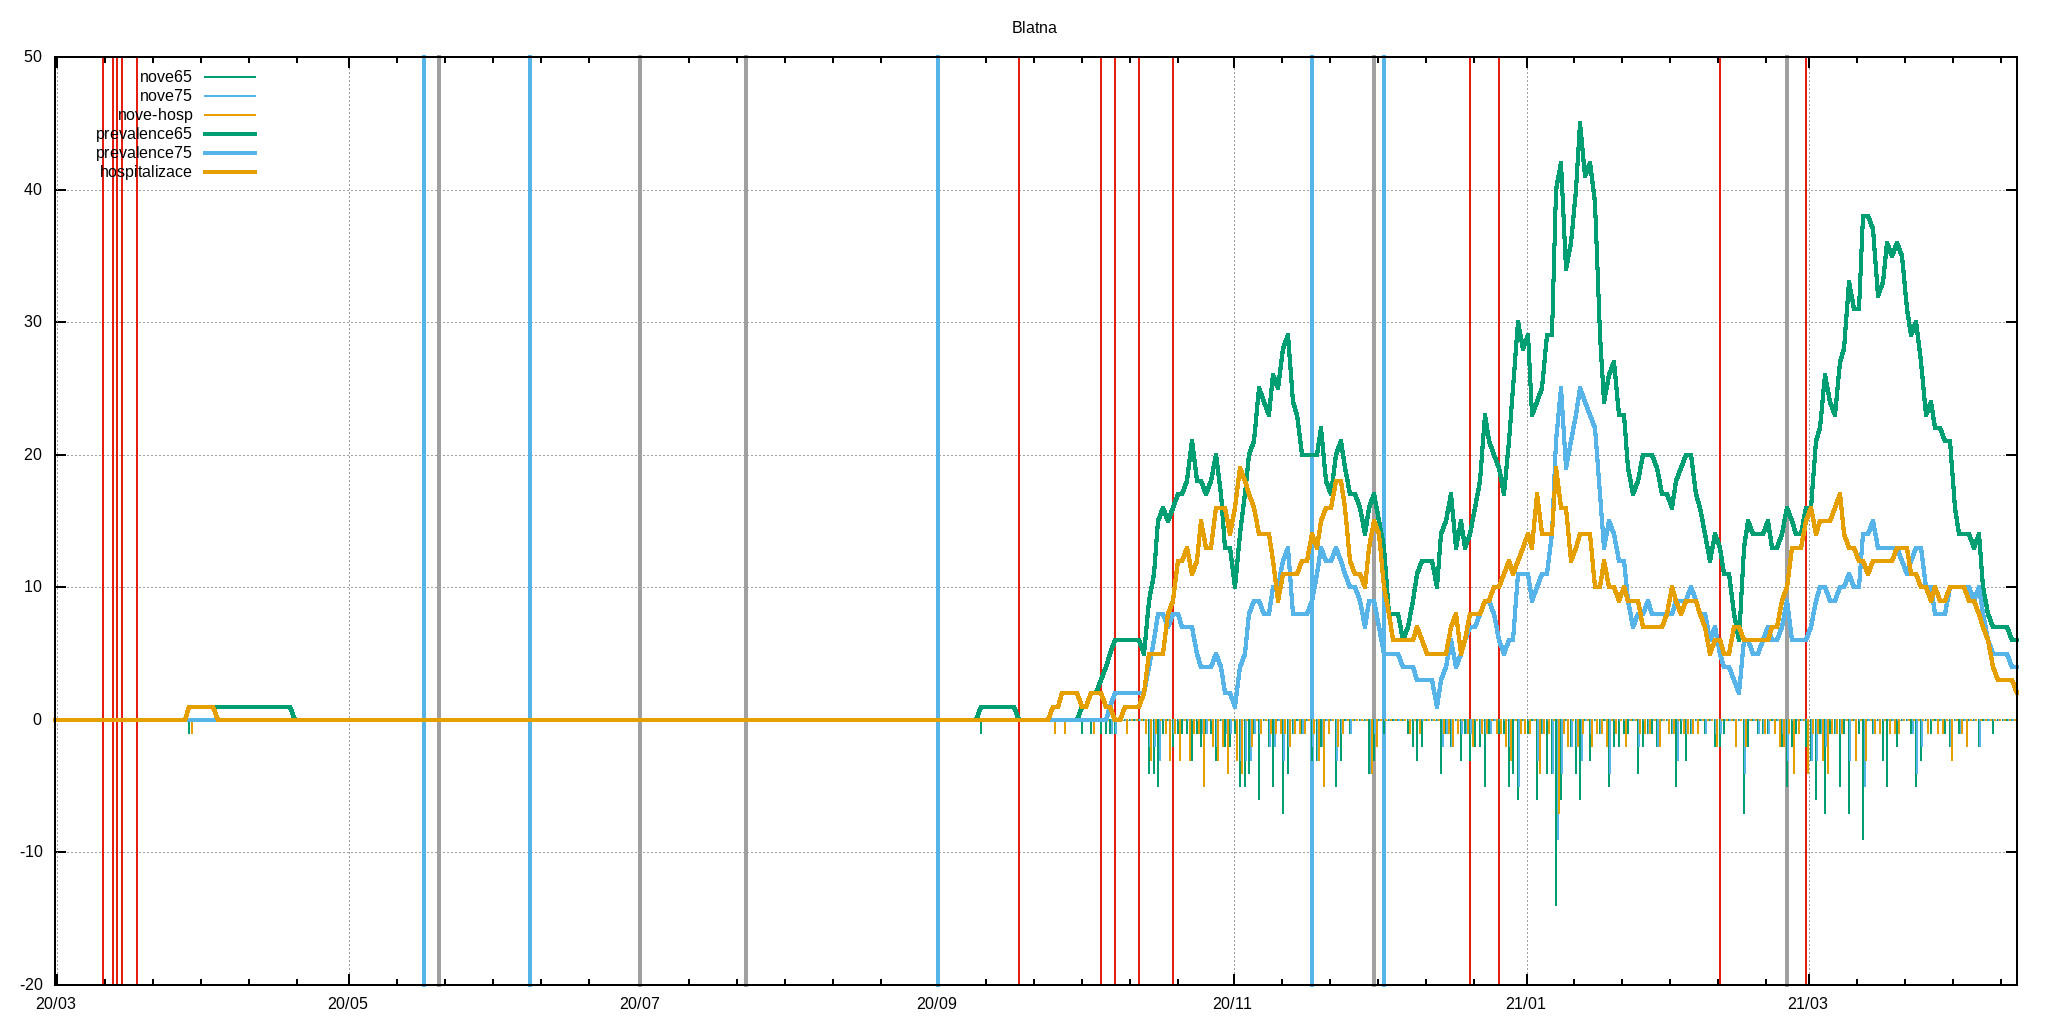 Blatna
50
nove65
nove75
nove-hosp
prevalence65
prevalence75
hospitalizace
40
30
20
10
0
-10
-20
20/03 20/05 20/07 20/09 20/11 21/01 21/03